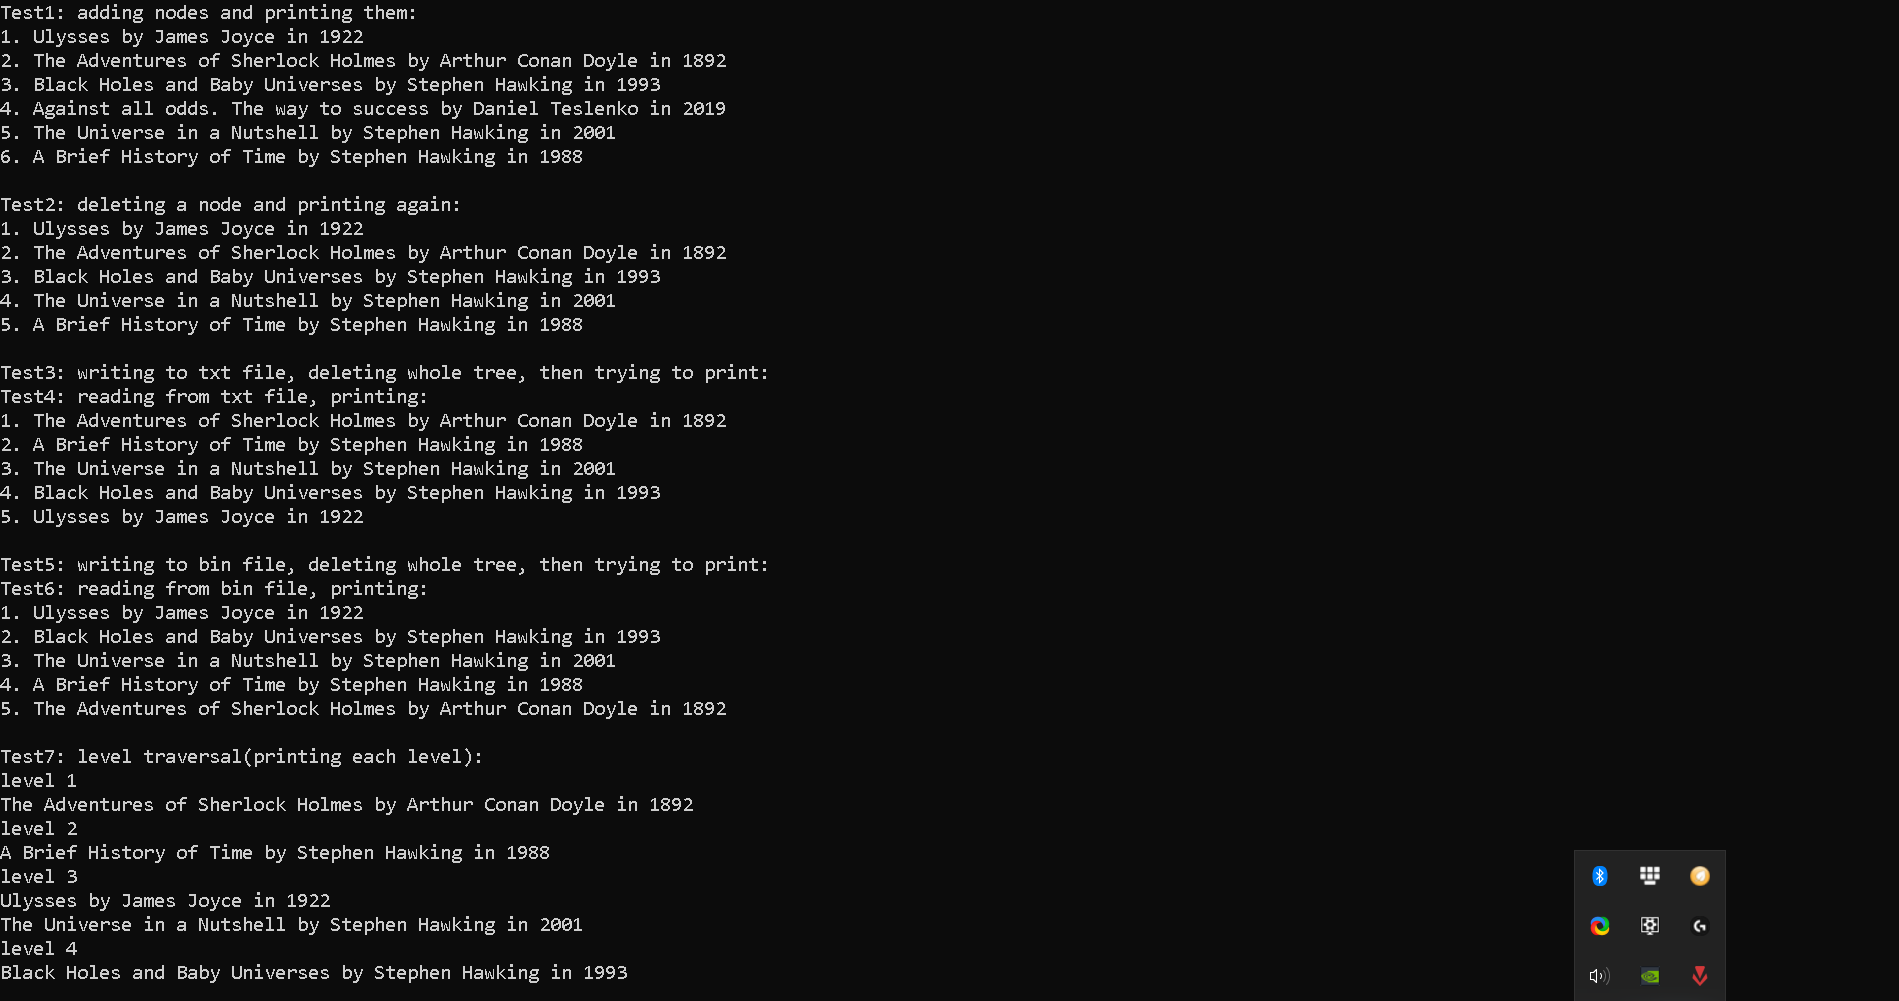 Test1: adding nodes and printing them:
1. Ulysses by James Joyce in 1922
2. The Adventures of Sherlock Holmes by Arthur Conan Doyle in 1892
3. Black Holes and Baby Universes by Stephen Hawking in 1993
4. Against all odds. The way to success by Daniel Teslenko in 2019
5. The Universe in a Nutshell by Stephen Hawking in 2001
6. A Brief History of Time by Stephen Hawking in 1988

Test2: deleting a node and printing again:
1. Ulysses by James Joyce in 1922
2. The Adventures of Sherlock Holmes by Arthur Conan Doyle in 1892
3. Black Holes and Baby Universes by Stephen Hawking in 1993
4. The Universe in a Nutshell by Stephen Hawking in 2001
5. A Brief History of Time by Stephen Hawking in 1988

Test3: writing to txt file, deleting whole tree, then trying to print:
Test4: reading from txt file, printing:
1. The Adventures of Sherlock Holmes by Arthur Conan Doyle in 1892
2. A Brief History of Time by Stephen Hawking in 1988
3. The Universe in a Nutshell by Stephen Hawking in 2001
4. Black Holes and Baby Universes by Stephen Hawking in 1993
5. Ulysses by James Joyce in 1922

Test5: writing to bin file, deleting whole tree, then trying to print:
Test6: reading from bin file, printing:
1. Ulysses by James Joyce in 1922
2. Black Holes and Baby Universes by Stephen Hawking in 1993
3. The Universe in a Nutshell by Stephen Hawking in 2001
4. A Brief History of Time by Stephen Hawking in 1988
5. The Adventures of Sherlock Holmes by Arthur Conan Doyle in 1892

Test7: level traversal(printing each level):
level 1
The Adventures of Sherlock Holmes by Arthur Conan Doyle in 1892
level 2
A Brief History of Time by Stephen Hawking in 1988
level 3
Ulysses by James Joyce in 1922
The Universe in a Nutshell by Stephen Hawking in 2001
level 4
Black Holes and Baby Universes by Stephen Hawking in 1993